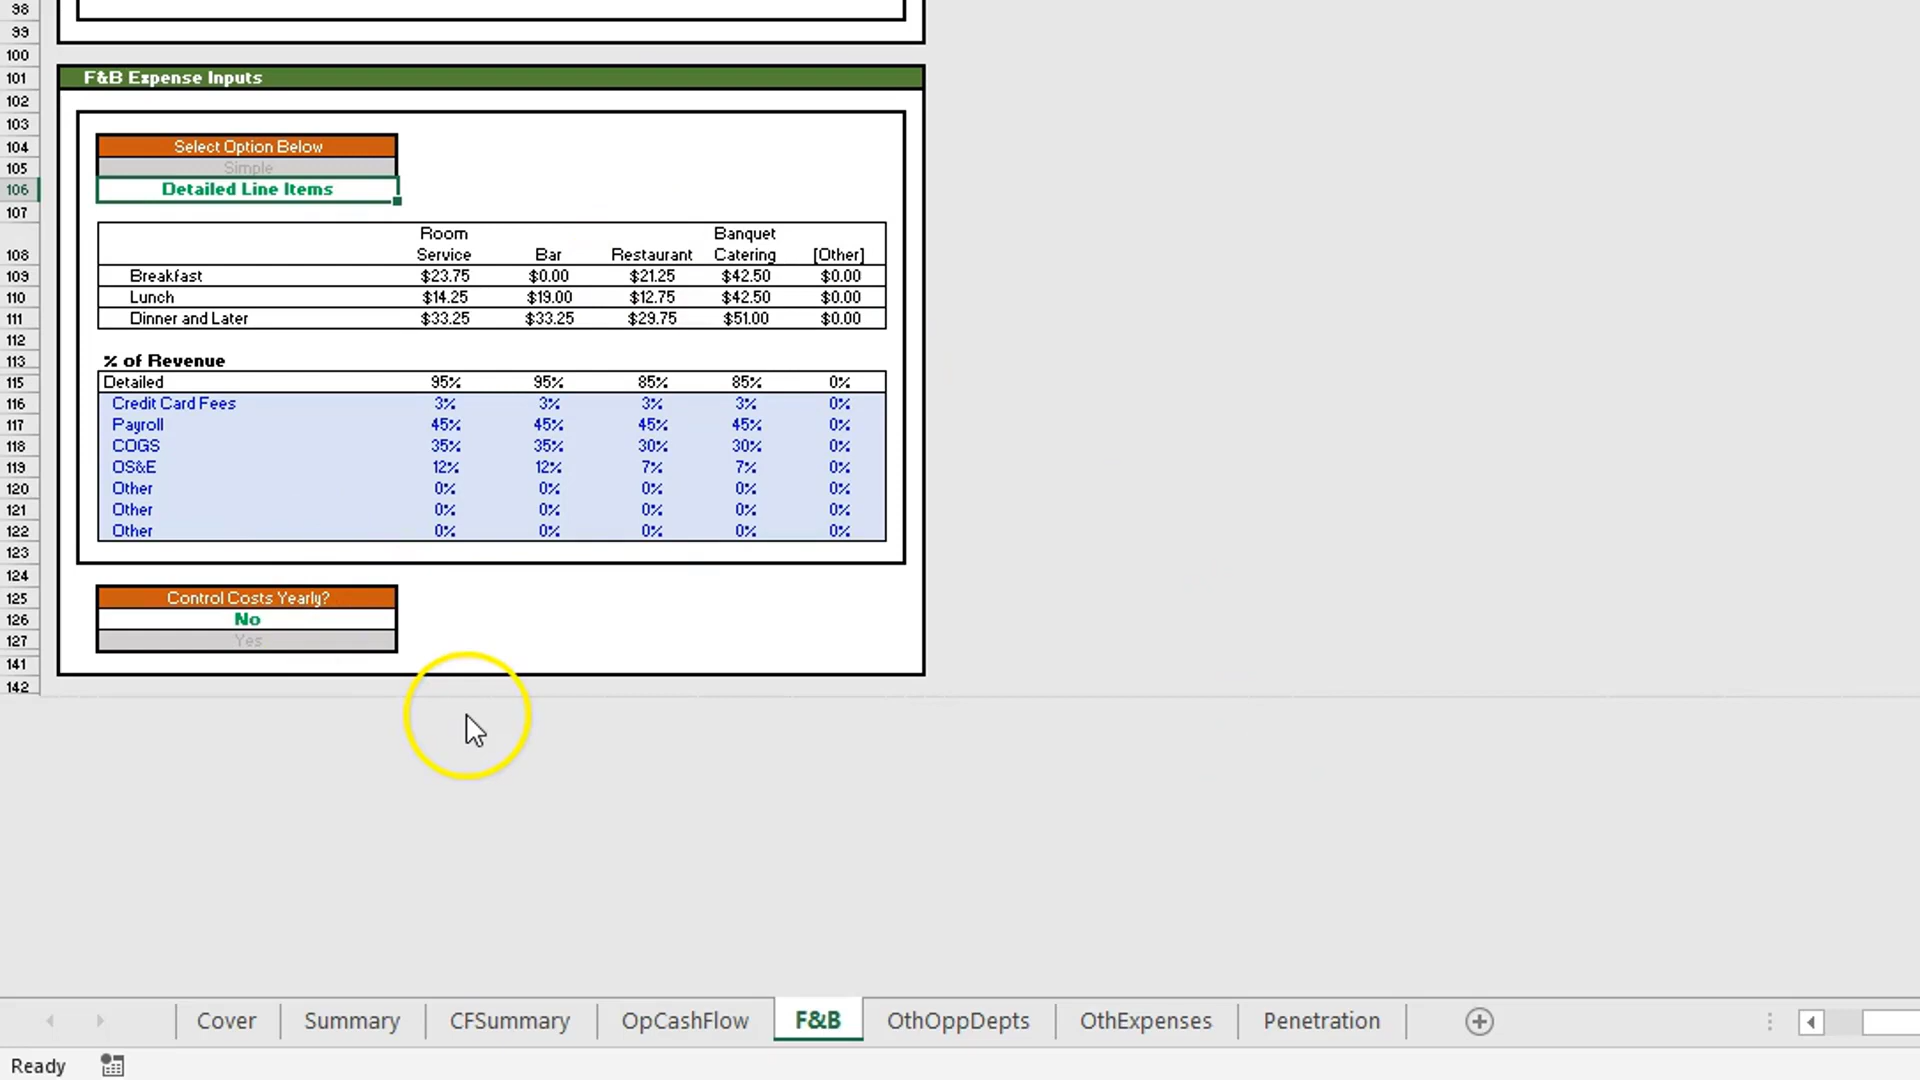 98
99
100
101 F&B Expense Inputs
102
103
104 Select Option Below
105 Simple
106 Detailed Line Items
107
Room Banquet
108 Service Bar Restaurant Catering [Other]
109 Breakfast $23.75 $0.00 $21.25 $42.50 $0.00
110 Lunch $14.25 $19.00 $12.75 $42.50 $0.00
111 Dinner and Later $33.25 $33.25 $29.75 $51.00 $0.00
112
113 % of Revenue
115 Detailed 95% 95% 85% 85% 0%
116 Credit Card Fees 3% 3% 3% 3% 0%
117 Payroll 45% 45% 45% 45% 0%
118 COGS 35% 35% 30% 30% 0%
119 OS&E 12% 12% 7% 7% 0%
120 Other 0% 0% 0% 0% 0%
121 Other 0% 0% 0% 0% 0%
122 Other 0% 0% 0% 0% 0%
123
124
125 Control Costs Yearly?
126 No
127 Yes
141
142
Cover Summary CFSummary OpCashFlow F&B OthOppDepts OthExpenses Penetration
Ready